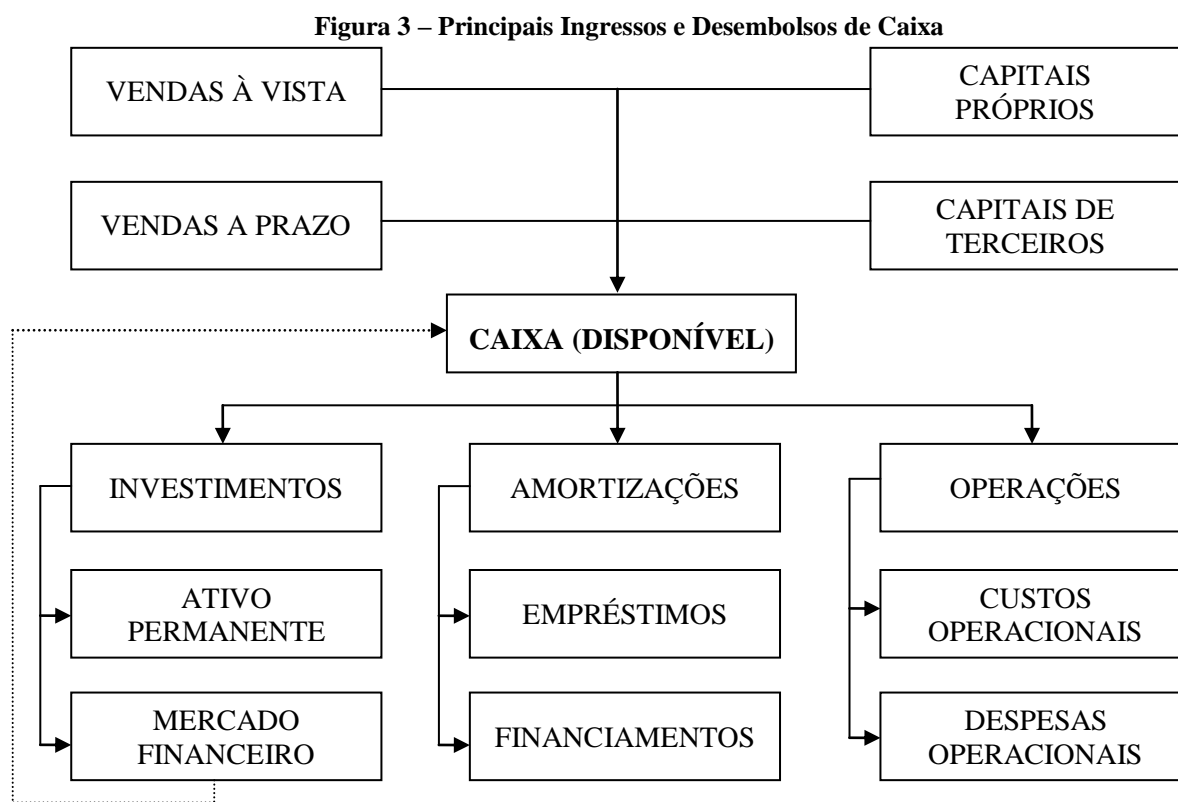 Figura 3 – Principais Ingressos e Desembolsos de Caixa
VENDAS À VISTA
CAPITAIS
PRÓPRIOS
VENDAS A PRAZO
CAPITAIS DE
TERCEIROS
CAIXA (DISPONÍVEL)
INVESTIMENTOS
AMORTIZAÇÕES
OPERAÇÕES
ATIVO
PERMANENTE
EMPRÉSTIMOS
CUSTOS
OPERACIONAIS
MERCADO
FINANCEIRO
FINANCIAMENTOS
DESPESAS
OPERACIONAIS